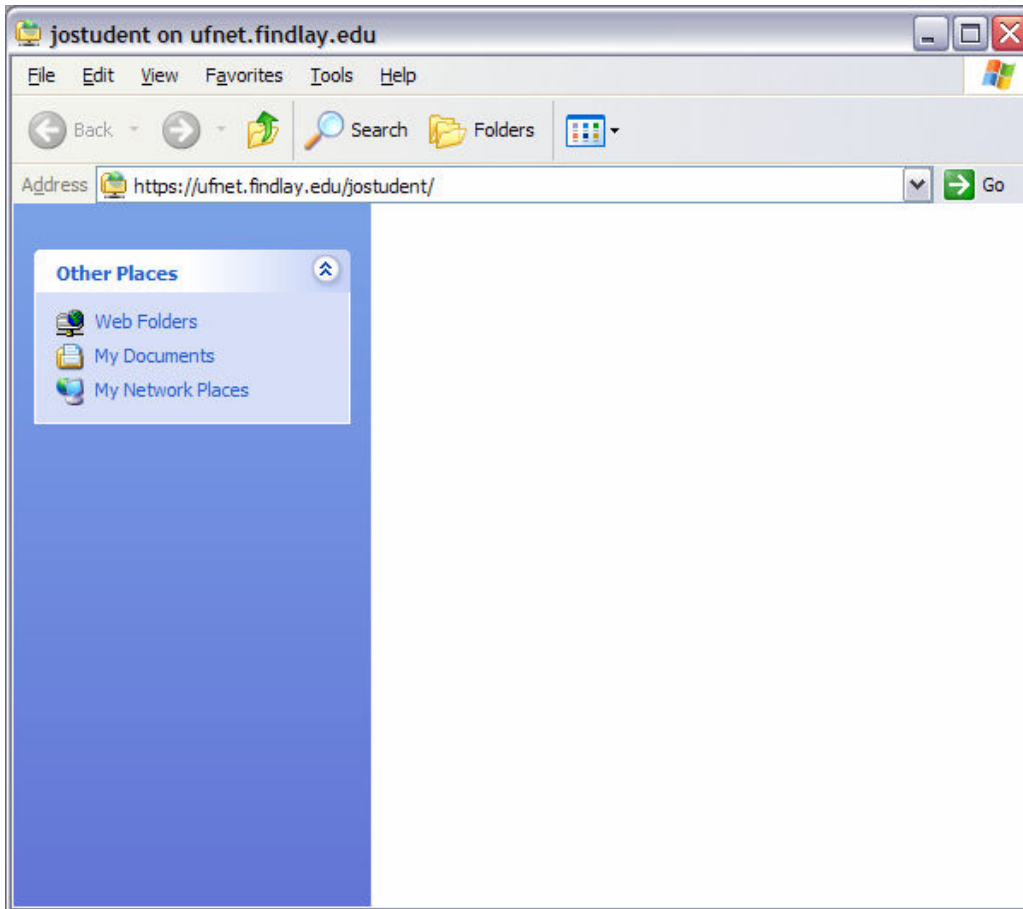 jostudent on ufnet.findlay.edu
File Edit View Favorites Tools Help
Back Search Folders
Address https://ufnet.findlay.edu/jostudent/ Go
Other Places
Web Folders
My Documents
My Network Places